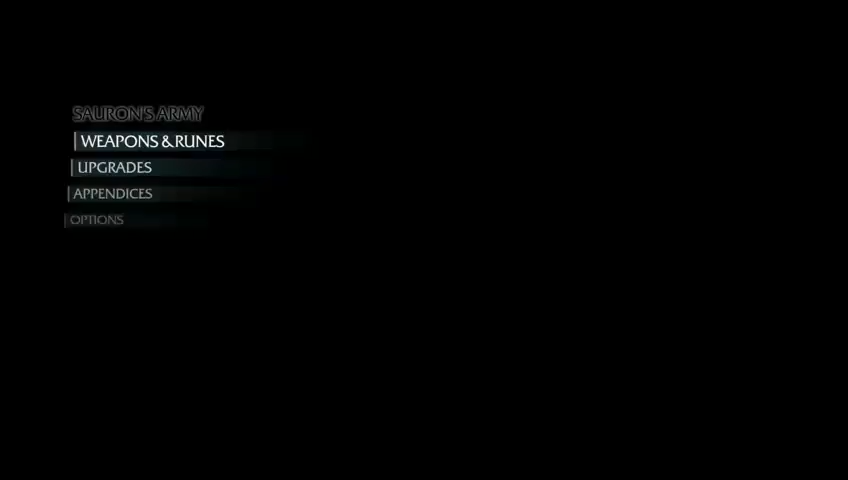 SAURON'S ARMY
WEAPONS & RUNES
UPGRADES
APPENDICES
OPTIONS